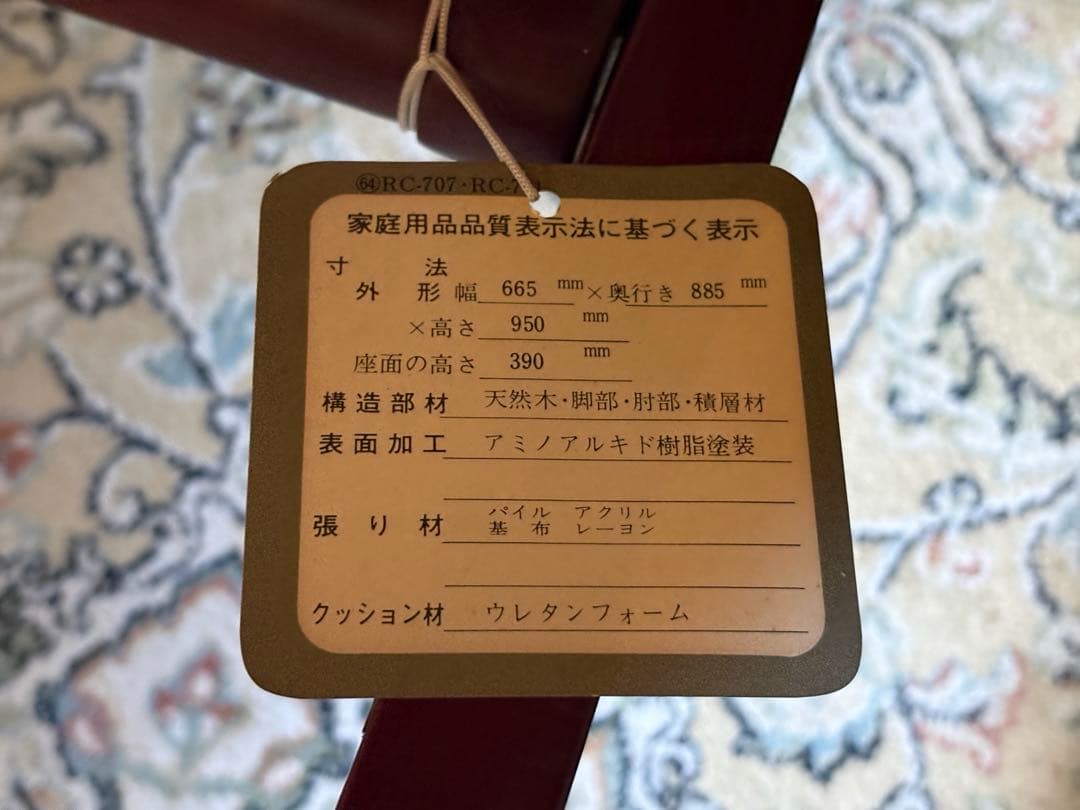 64RC-707・RC-7
家庭用品品質表示法に基づく表示
寸法
外形 幅 665 mm ×奥行き 885 mm
×高さ 950 mm
座面の高さ 390 mm
構造部材 天然木・脚部・肘部・積層材
表面加工 アミノアルキド樹脂塗装
張り材 パイル アクリル
基布 レーヨン
クッション材 ウレタンフォーム